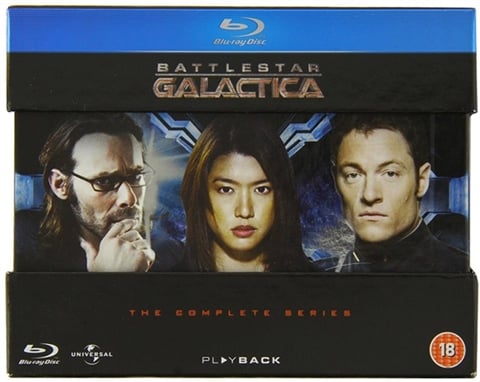 Blu-ray Disc
BATTLESTAR
GALACTICA
THE COMPLETE SERIES
Blu-ray Disc
UNIVERSAL
PLAYBACK
18